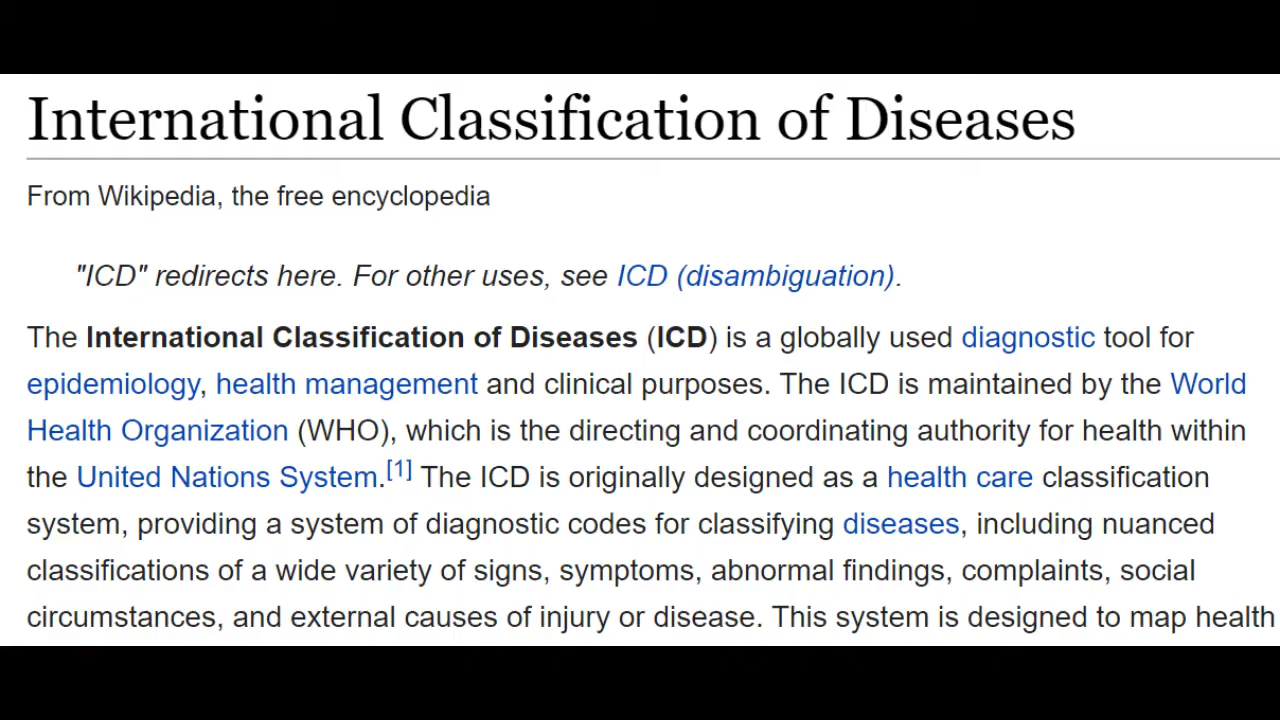 International Classification of Diseases
From Wikipedia, the free encyclopedia
"ICD" redirects here. For other uses, see ICD (disambiguation).
The International Classification of Diseases (ICD) is a globally used diagnostic tool for
epidemiology, health management and clinical purposes. The ICD is maintained by the World
Health Organization (WHO), which is the directing and coordinating authority for health within
the United Nations System.[1] The ICD is originally designed as a health care classification
system, providing a system of diagnostic codes for classifying diseases, including nuanced
classifications of a wide variety of signs, symptoms, abnormal findings, complaints, social
circumstances, and external causes of injury or disease. This system is designed to map health